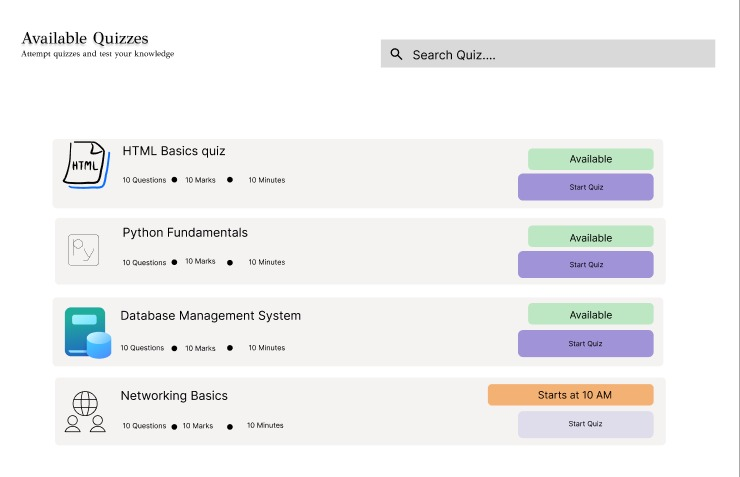 Available Quizzes
Attempt quizzes and test your knowledge
Search Quiz....
HTML
HTML Basics quiz
10 Questions ● 10 Marks ● 10 Minutes
Available
Start Quiz
Py
Python Fundamentals
10 Questions ● 10 Marks ● 10 Minutes
Available
Start Quiz
Database Management System
10 Questions ● 10 Marks ● 10 Minutes
Available
Start Quiz
Networking Basics
10 Questions ● 10 Marks ● 10 Minutes
Starts at 10 AM
Start Quiz